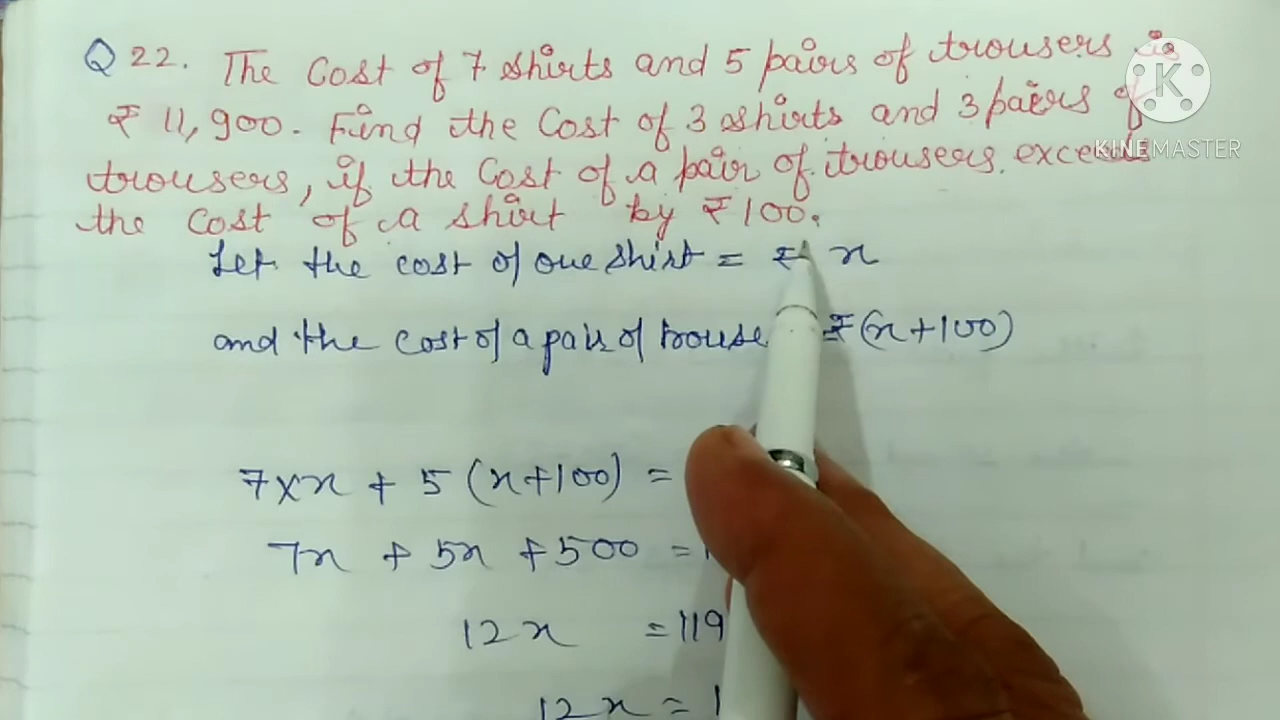 Q 22. The Cost of 7 shirts and 5 pairs of trousers is
₹ 11,900. Find the Cost of 3 shirts and 3 pairs of
trousers, if the Cost of a pair of trousers exceeds
the Cost of a shirt by ₹100.
Let the cost of one shirt = ₹ x
and the cost of a pair of trouse ₹(x+100)
7×x + 5 (x+100) =
7x + 5x + 500 = 1
12x = 119
12x = 1
K
KINEMASTER